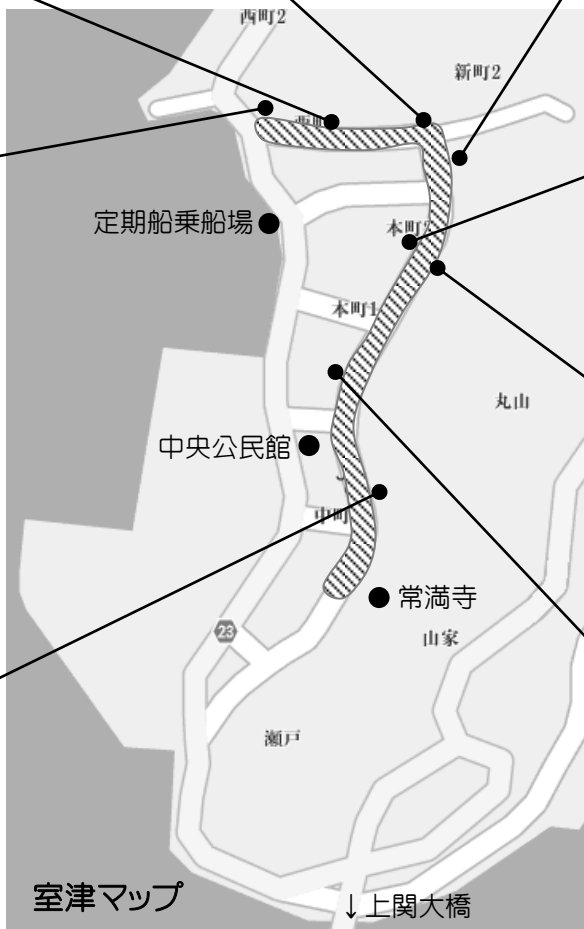 西町2
新町2
定期船乗船場
本町2
本町1
丸山
中央公民館
中町
常満寺
23
山家
瀬戸
室津マップ
↓上関大橋